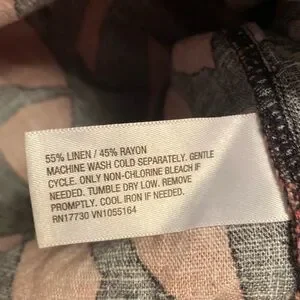 55% LINEN / 45% RAYON
MACHINE WASH COLD SEPARATELY. GENTLE
CYCLE. ONLY NON-CHLORINE BLEACH IF
NEEDED. TUMBLE DRY LOW. REMOVE
PROMPTLY. COOL IRON IF NEEDED.
RN17730 VN1055164